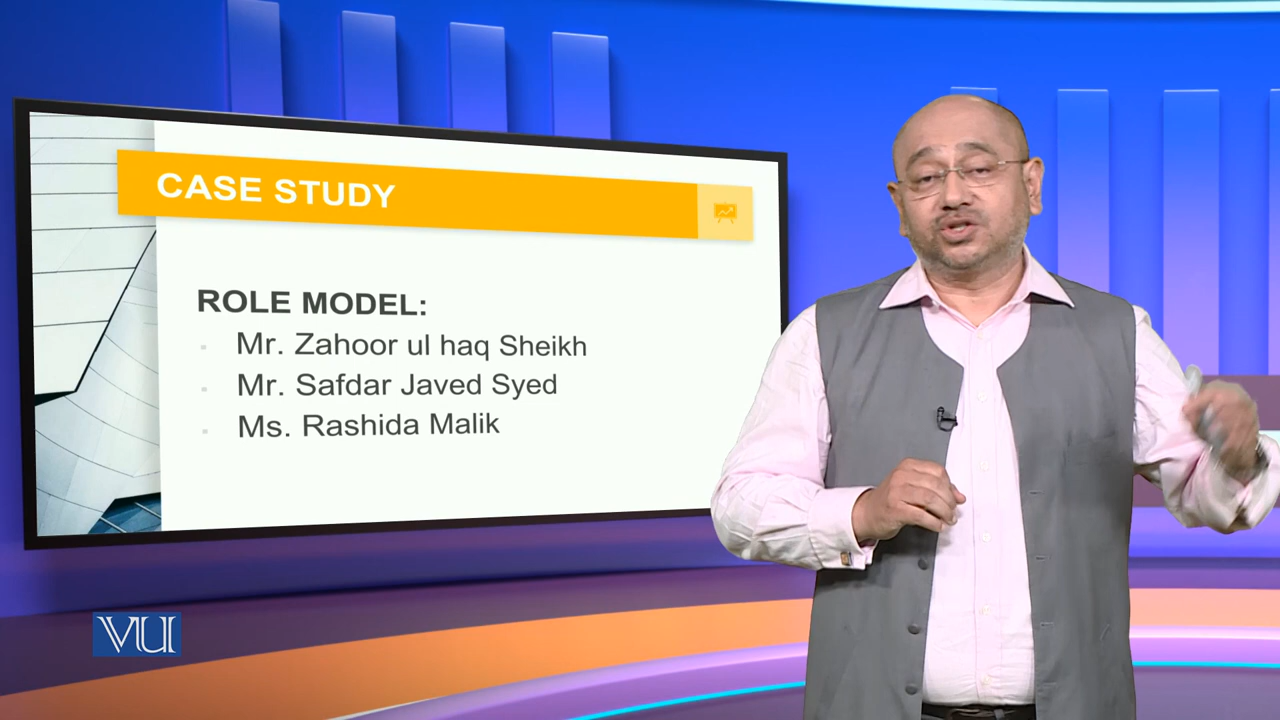 CASE STUDY
ROLE MODEL:
Mr. Zahoor ul haq Sheikh
Mr. Safdar Javed Syed
Ms. Rashida Malik
VU